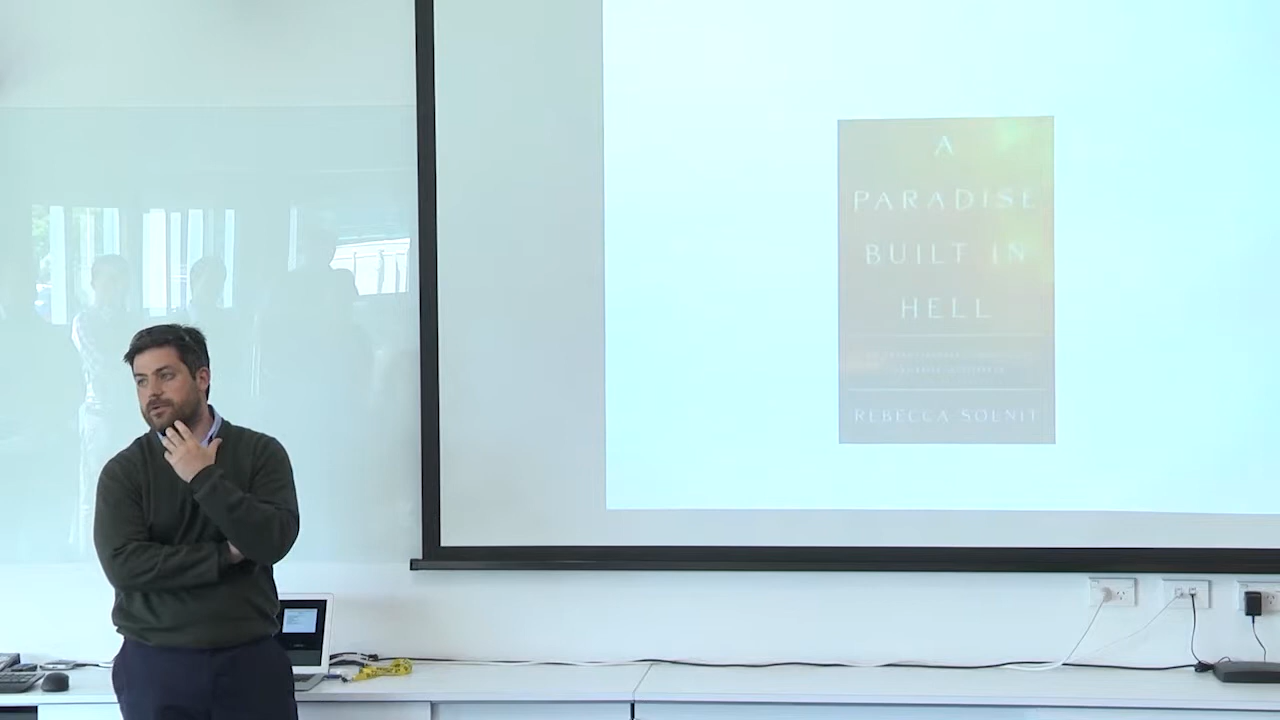 A
PARADISE
BUILT IN
HELL
REBECCA SOLNIT